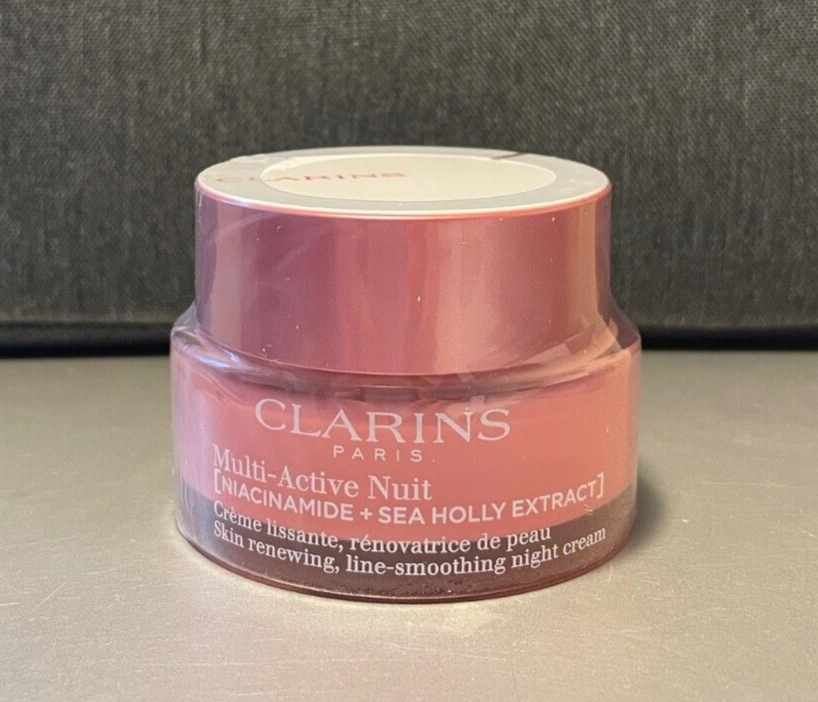 CLARINS
CLARINS
PARIS.
Multi-Active Nuit
[NIACINAMIDE + SEA HOLLY EXTRACT]
Crème lissante, rénovatrice de peau
Skin renewing, line-smoothing night cream